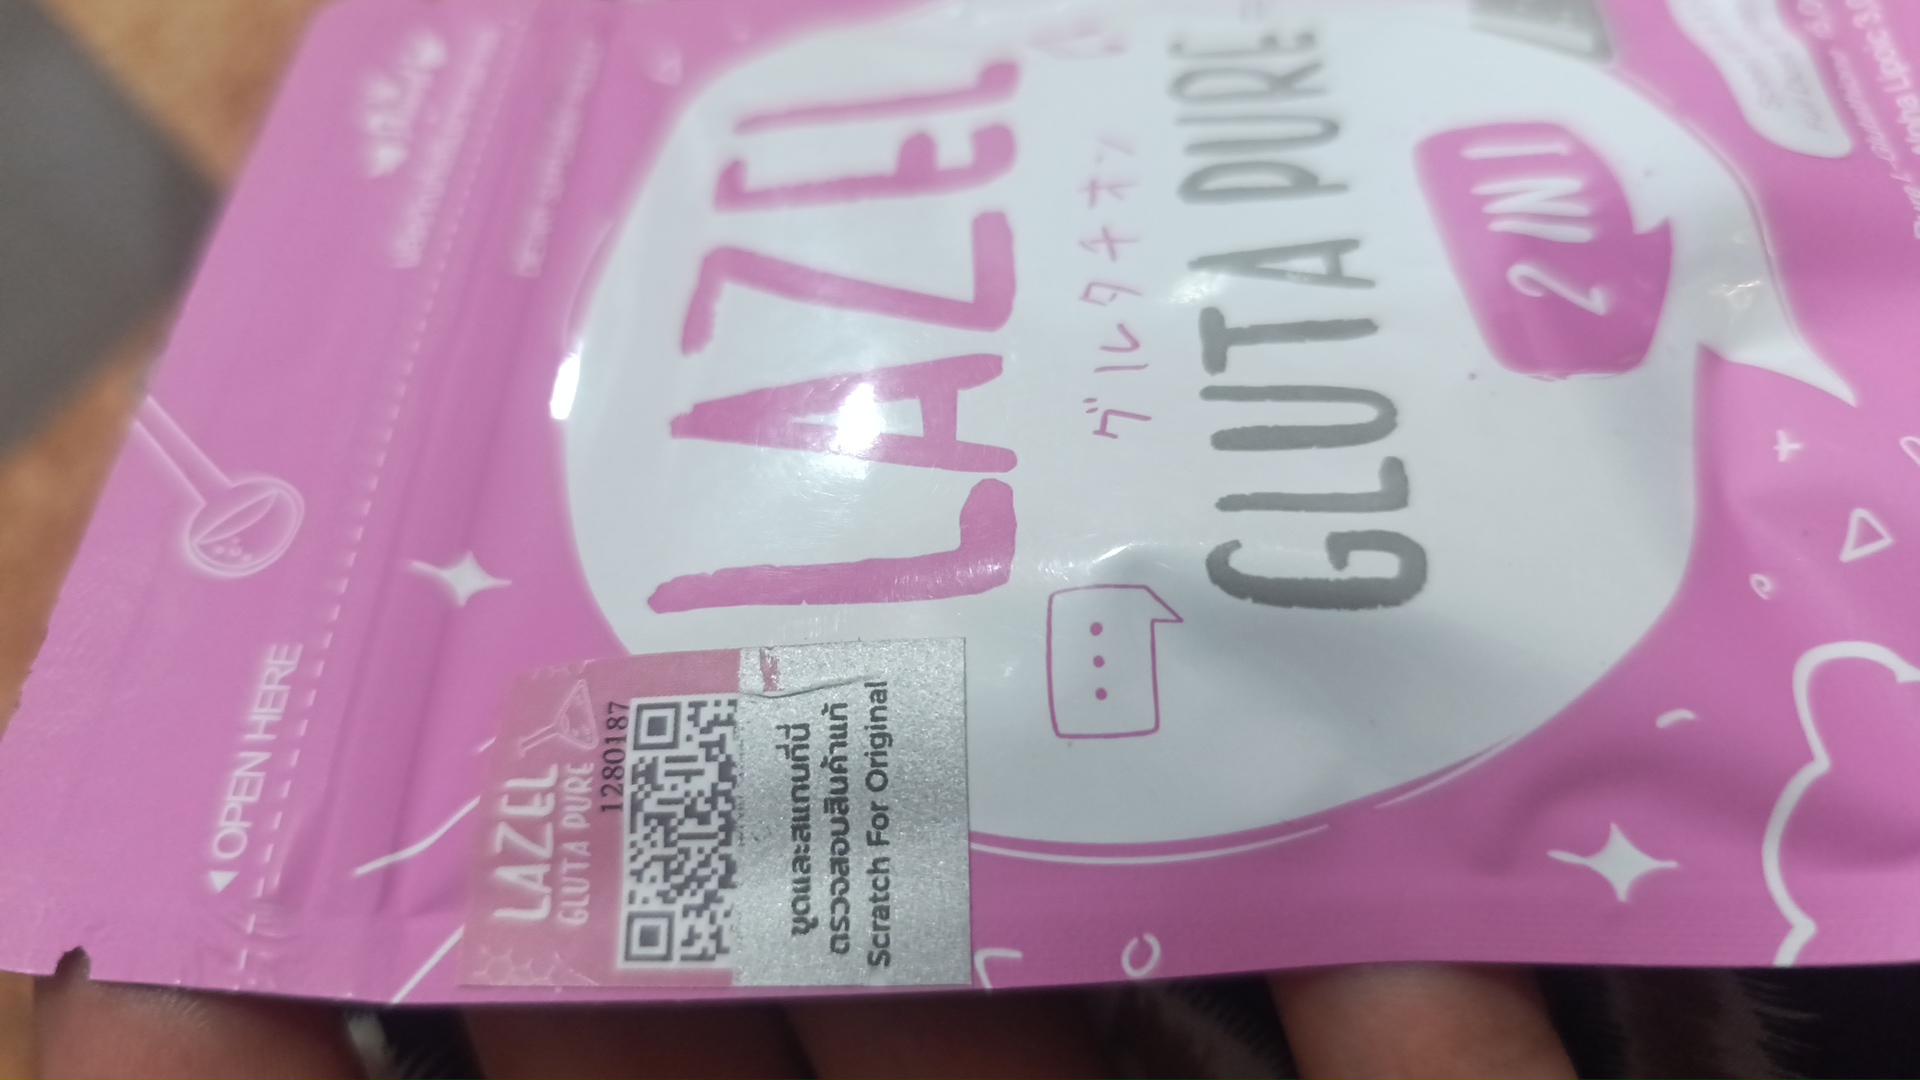 OPEN HERE
LAZEL
グルタチオン
GLUTA PURE
2 IN 1
LAZEL
GLUTA PURE
1280187
ขูดและสแกนที่นี่
ตรวจสอบสินค้าแท้
Scratch For Original